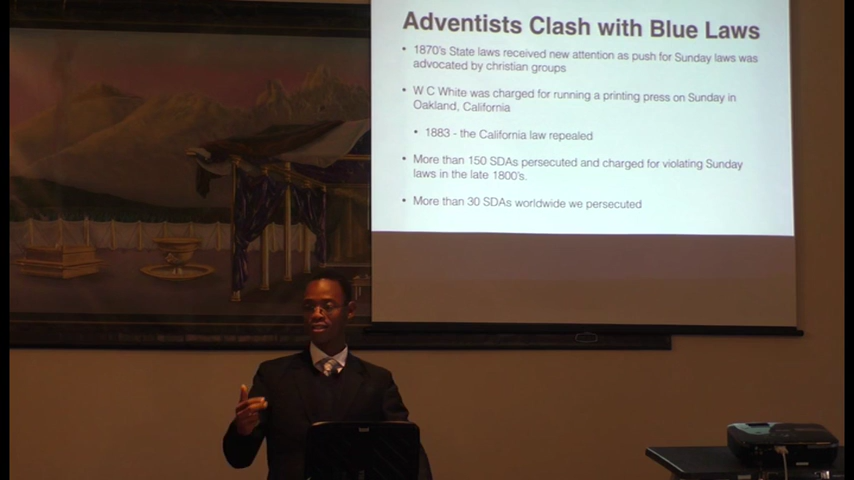 Adventists Clash with Blue Laws
• 1870's State laws received new attention as push for Sunday laws was
advocated by christian groups
• W C White was charged for running a printing press on Sunday in
Oakland, California
• 1883 - the California law repealed
• More than 150 SDAs persecuted and charged for violating Sunday
laws in the late 1800's.
• More than 30 SDAs worldwide we persecuted